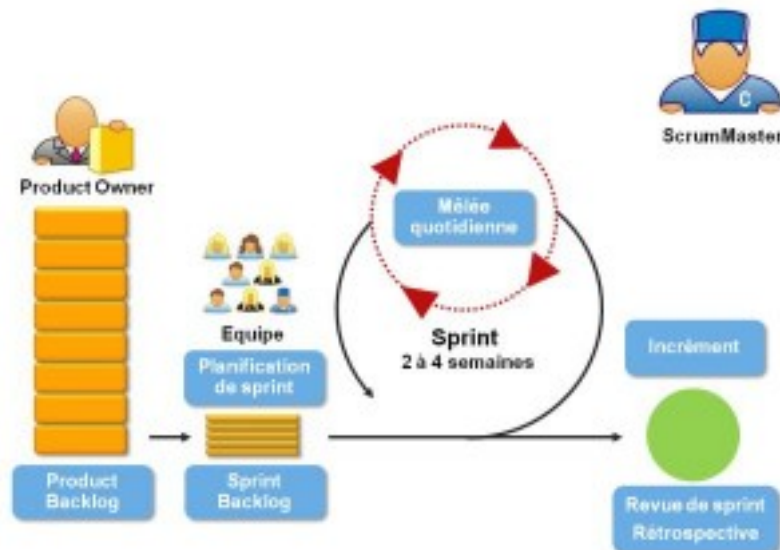 ScrumMaster
Product Owner
Mêlée
quotidienne
Equipe
Sprint
2 à 4 semaines
Planification
de sprint
Incrément
Product
Backlog
Sprint
Backlog
Revue de sprint
Rétrospective
C